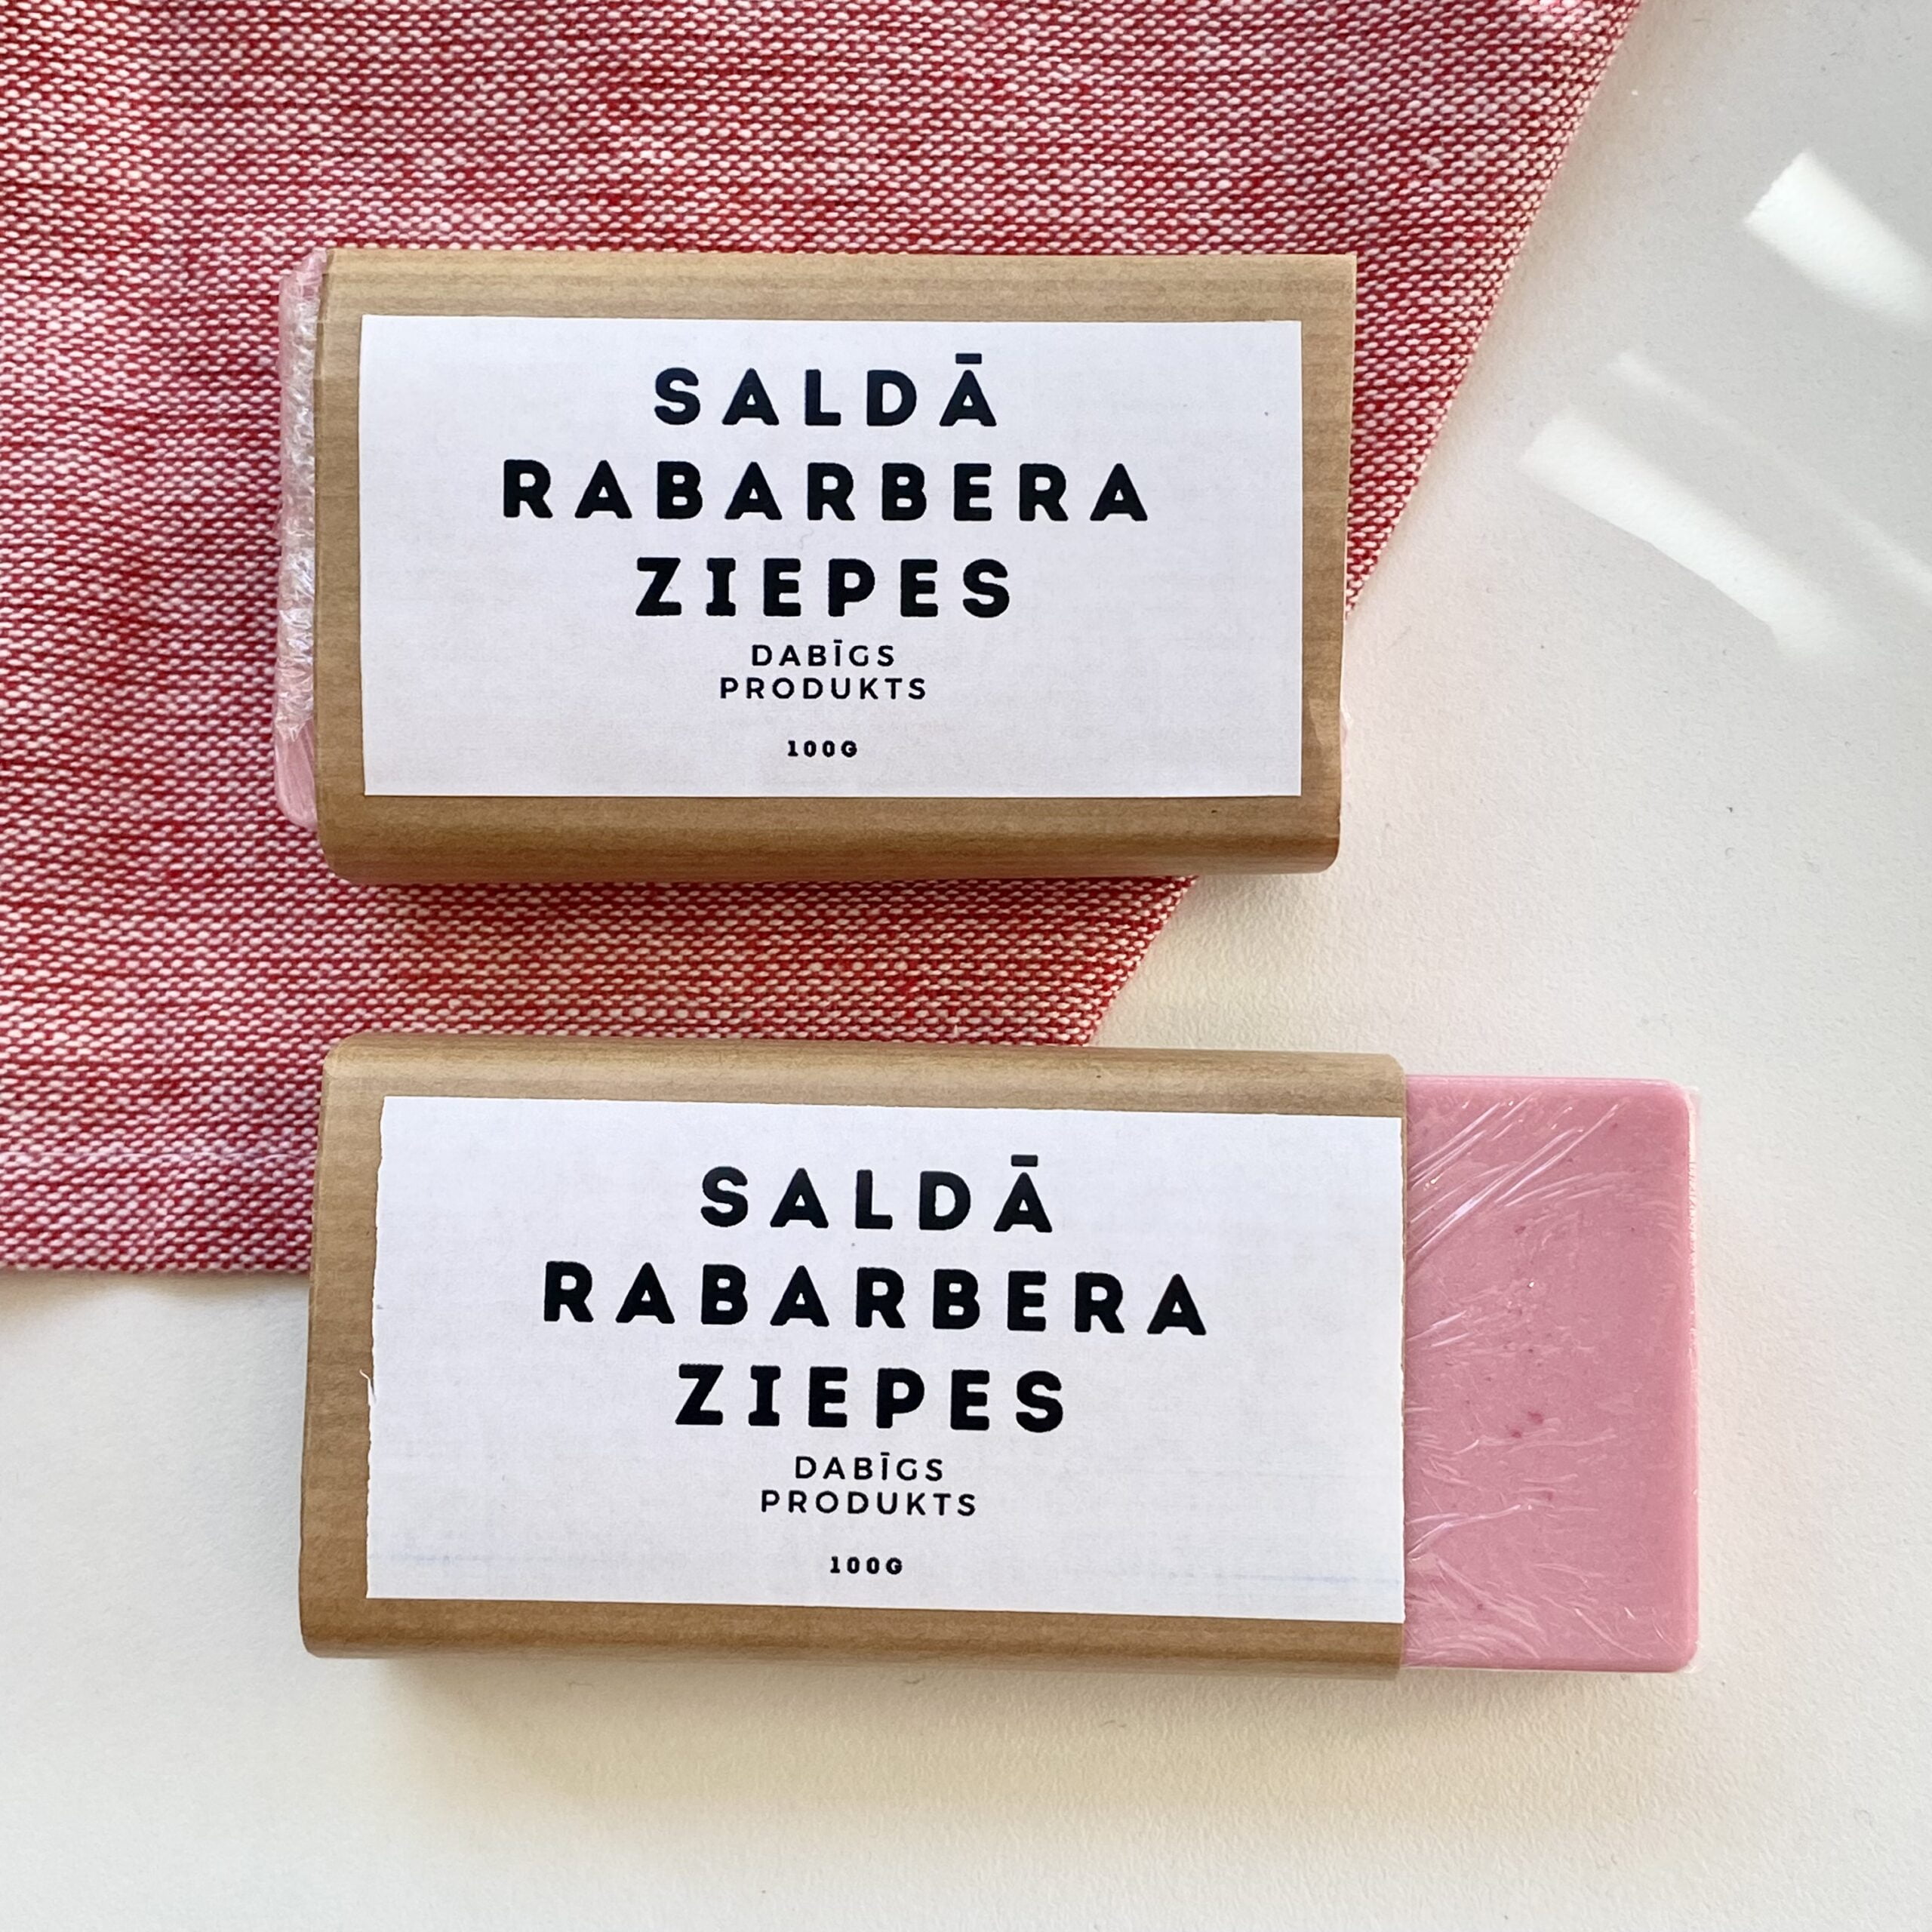 SALDĀ
RABARBERA
ZIEPES
DABĪGS
PRODUKTS
100G
SALDĀ
RABARBERA
ZIEPES
DABĪGS
PRODUKTS
100G